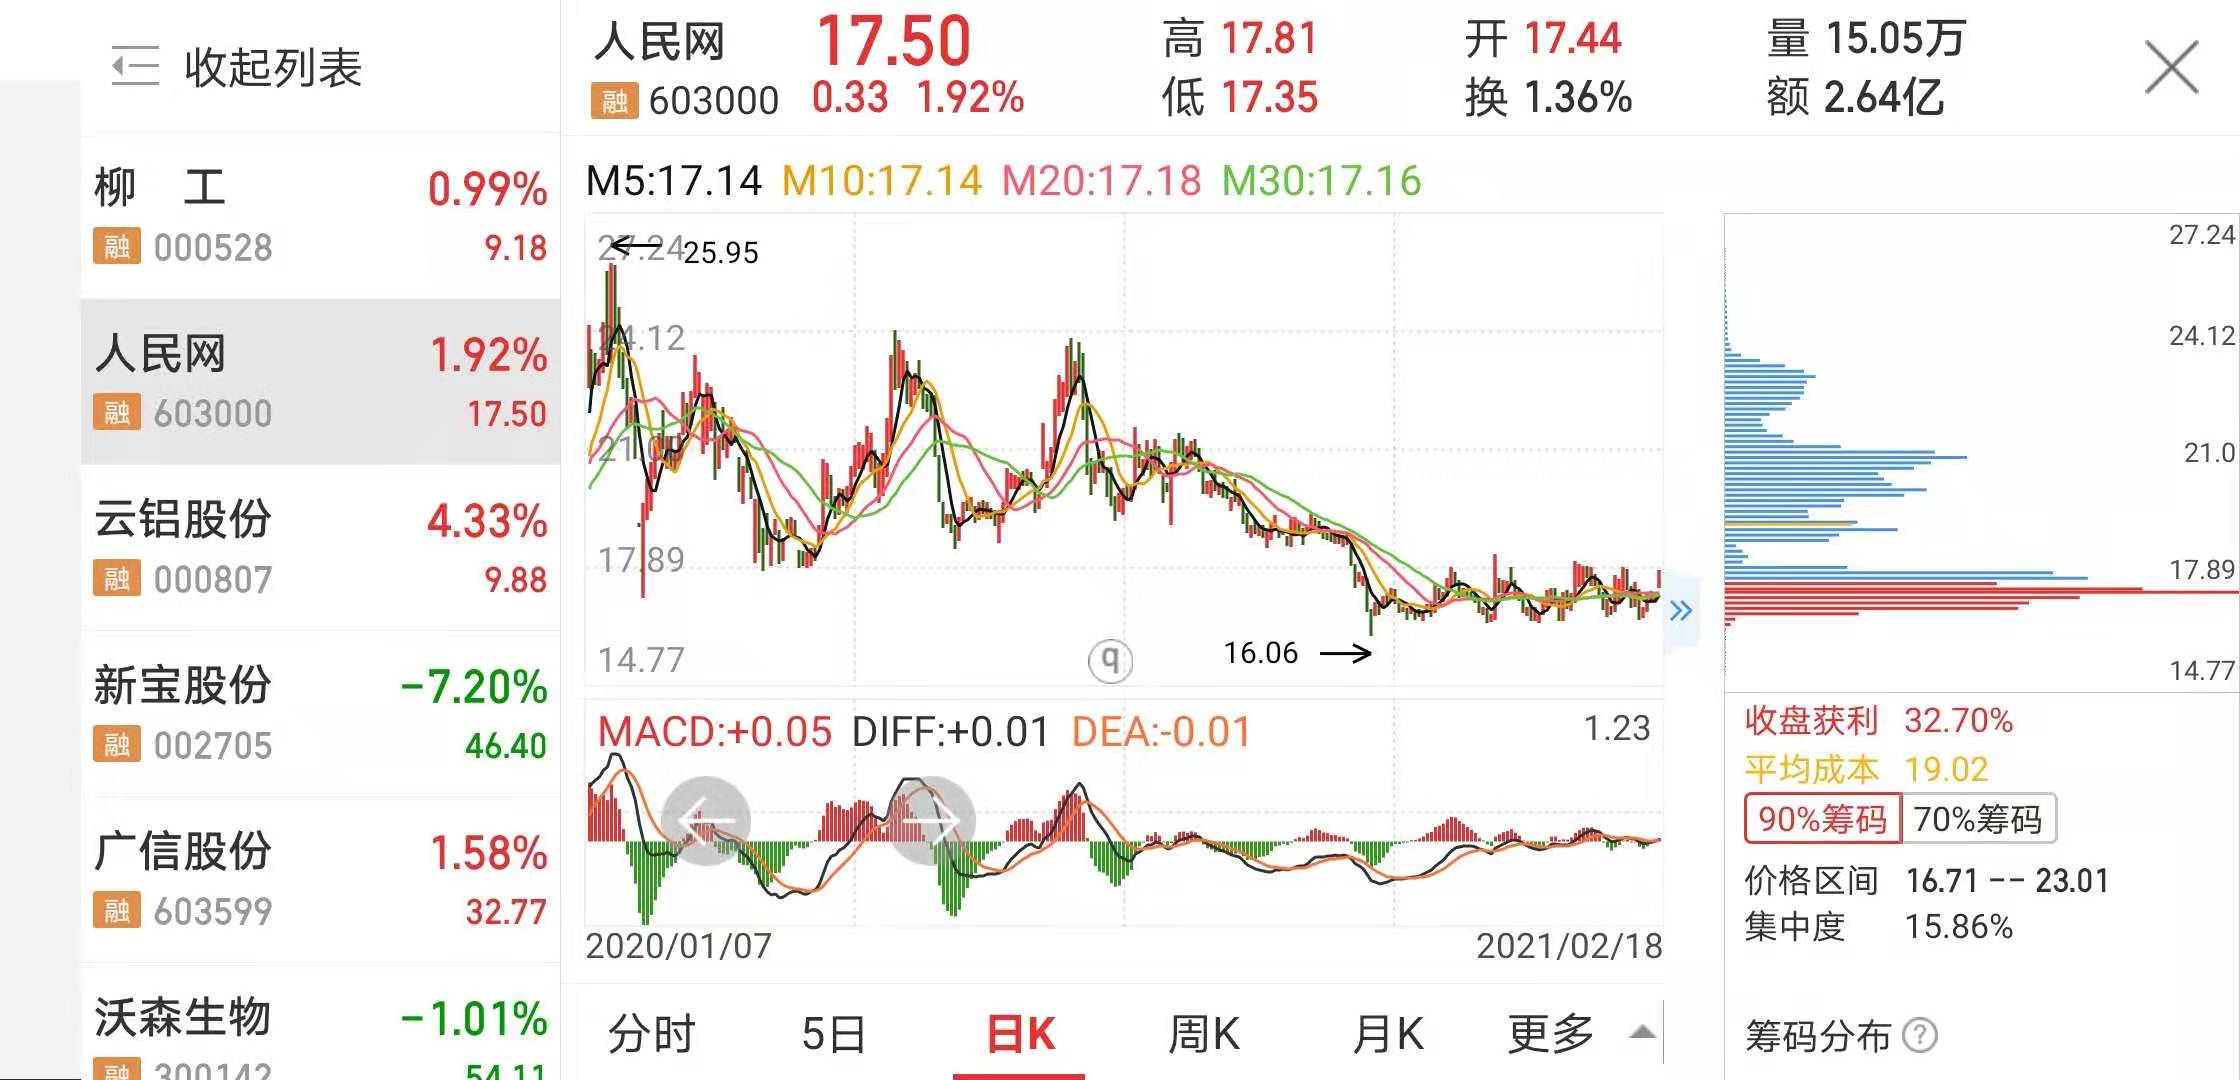 收起列表
柳 工 0.99%
融 000528 9.18
人民网 1.92%
融 603000 17.50
云铝股份 4.33%
融 000807 9.88
新宝股份 -7.20%
融 002705 46.40
广信股份 1.58%
融 603599 32.77
沃森生物 -1.01%
融 300142 54.11
人民网 17.50 高 17.81 开 17.44 量 15.05万
融 603000 0.33 1.92% 低 17.35 换 1.36% 额 2.64亿
M5:17.14 M10:17.14 M20:17.18 M30:17.16
27.24
25.95
24.12
17.89
14.77
q
16.06
MACD:+0.05 DIFF:+0.01 DEA:-0.01 1.23
2020/01/07 2021/02/18
分时 5日 日K 周K 月K 更多
27.24
24.12
21.0
17.89
14.77
收盘获利 32.70%
平均成本 19.02
90%筹码 70%筹码
价格区间 16.71 -- 23.01
集中度 15.86%
筹码分布 ?